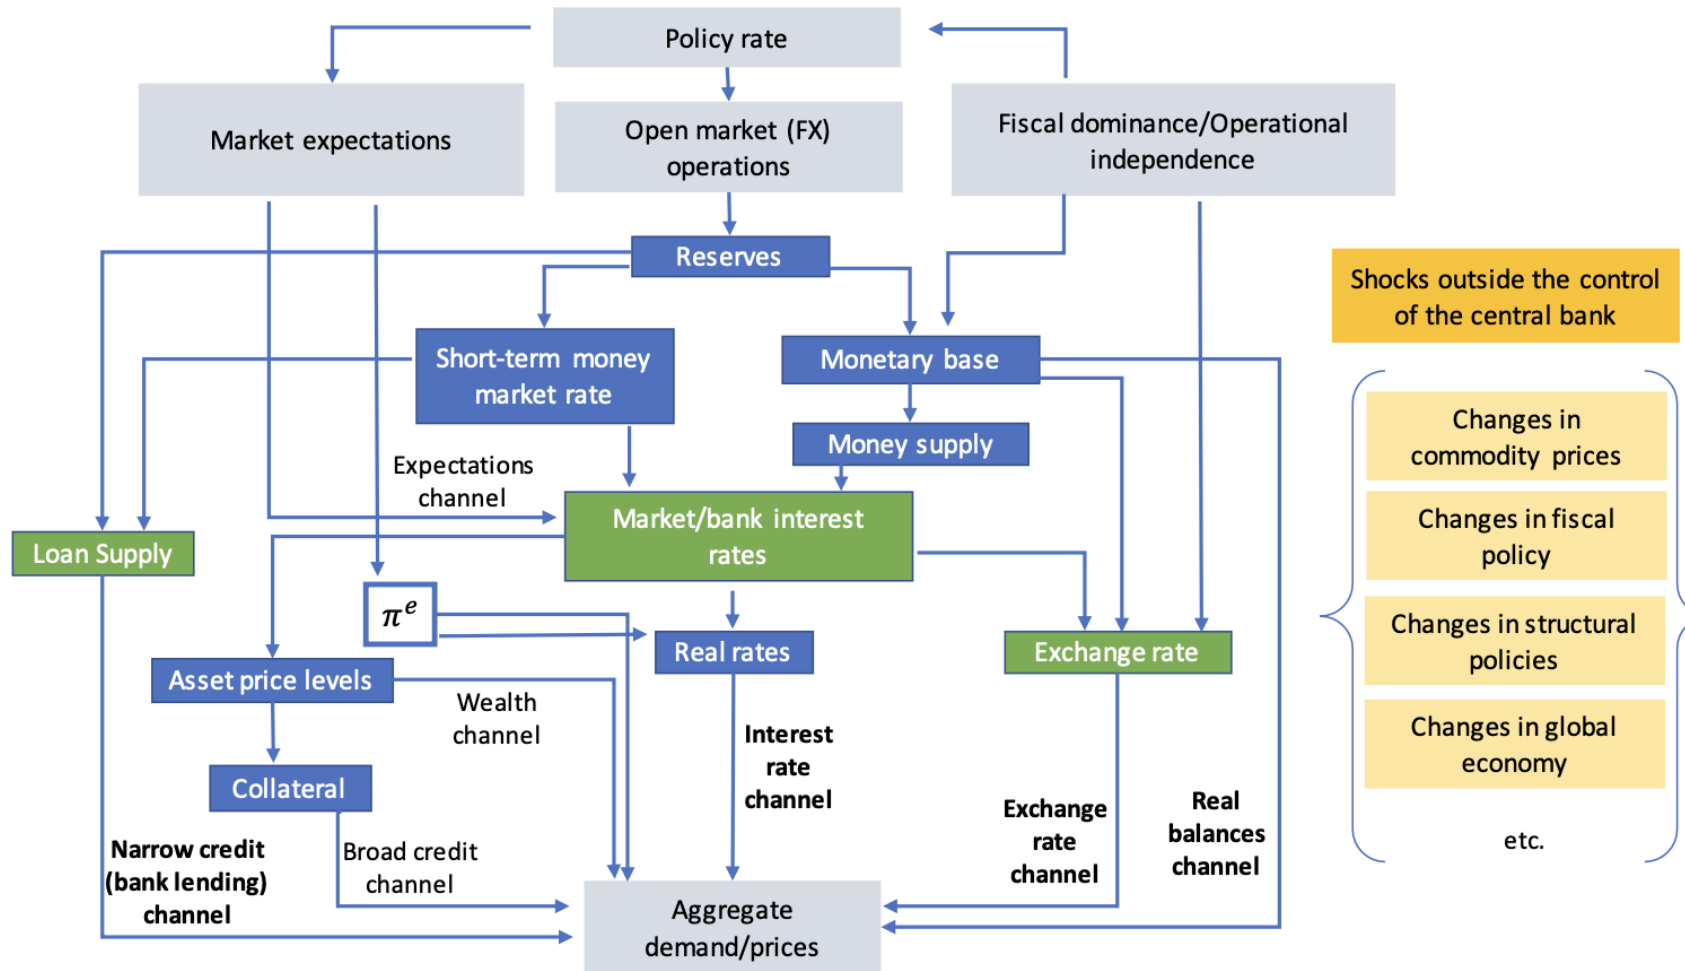 Policy rate
Market expectations
Open market (FX)
operations
Fiscal dominance/Operational
independence
Reserves
Shocks outside the control
of the central bank
Short-term money
market rate
Monetary base
Changes in
commodity prices
Money supply
Expectations
channel
Market/bank interest
rates
Changes in fiscal
policy
Loan Supply
π^e
Real rates
Exchange rate
Changes in structural
policies
Asset price levels
Wealth
channel
Interest
rate
channel
Changes in global
economy
Collateral
Exchange
rate
channel
Real
balances
channel
etc.
Narrow credit
(bank lending)
channel
Broad credit
channel
Aggregate
demand/prices